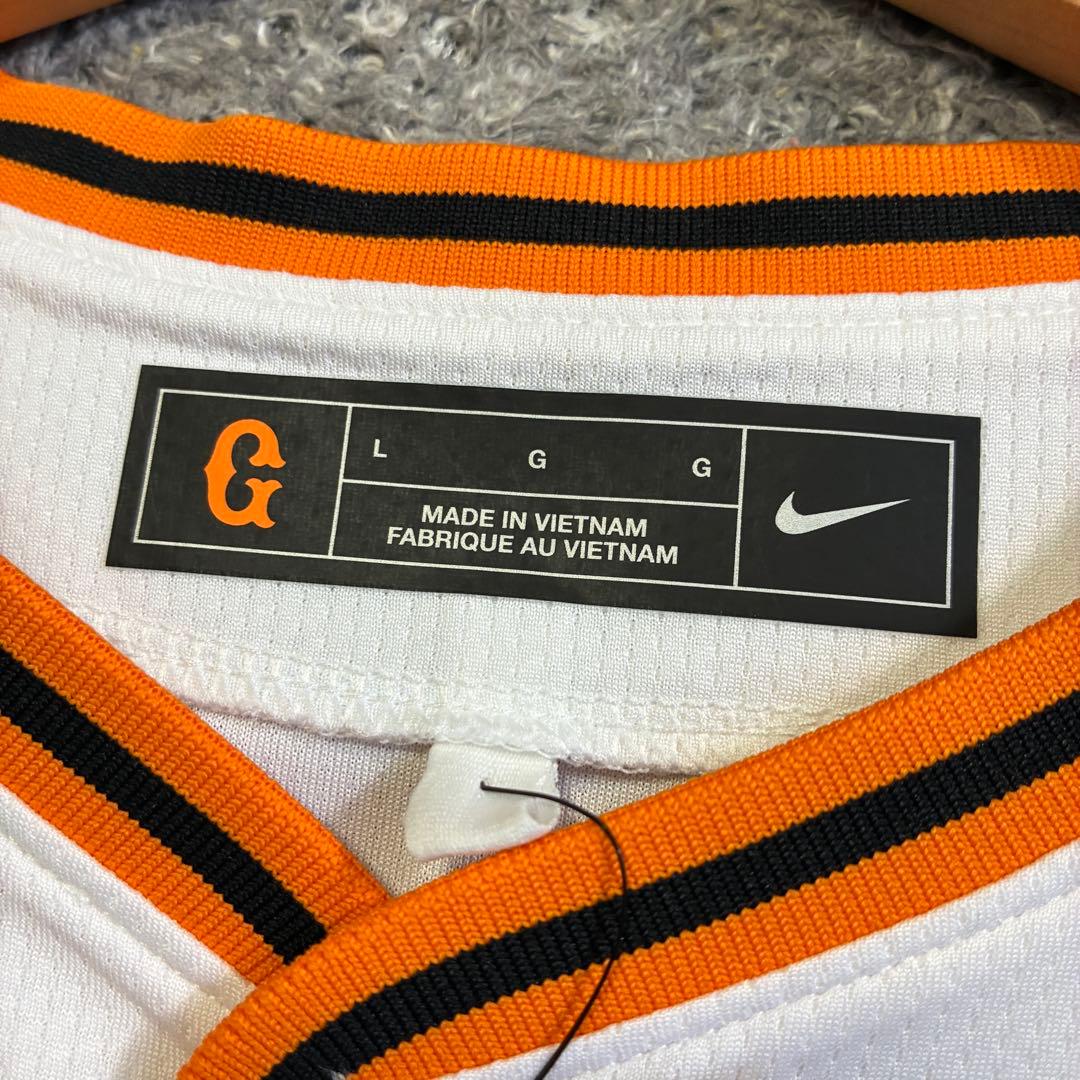 G
L G G
MADE IN VIETNAM
FABRIQUE AU VIETNAM